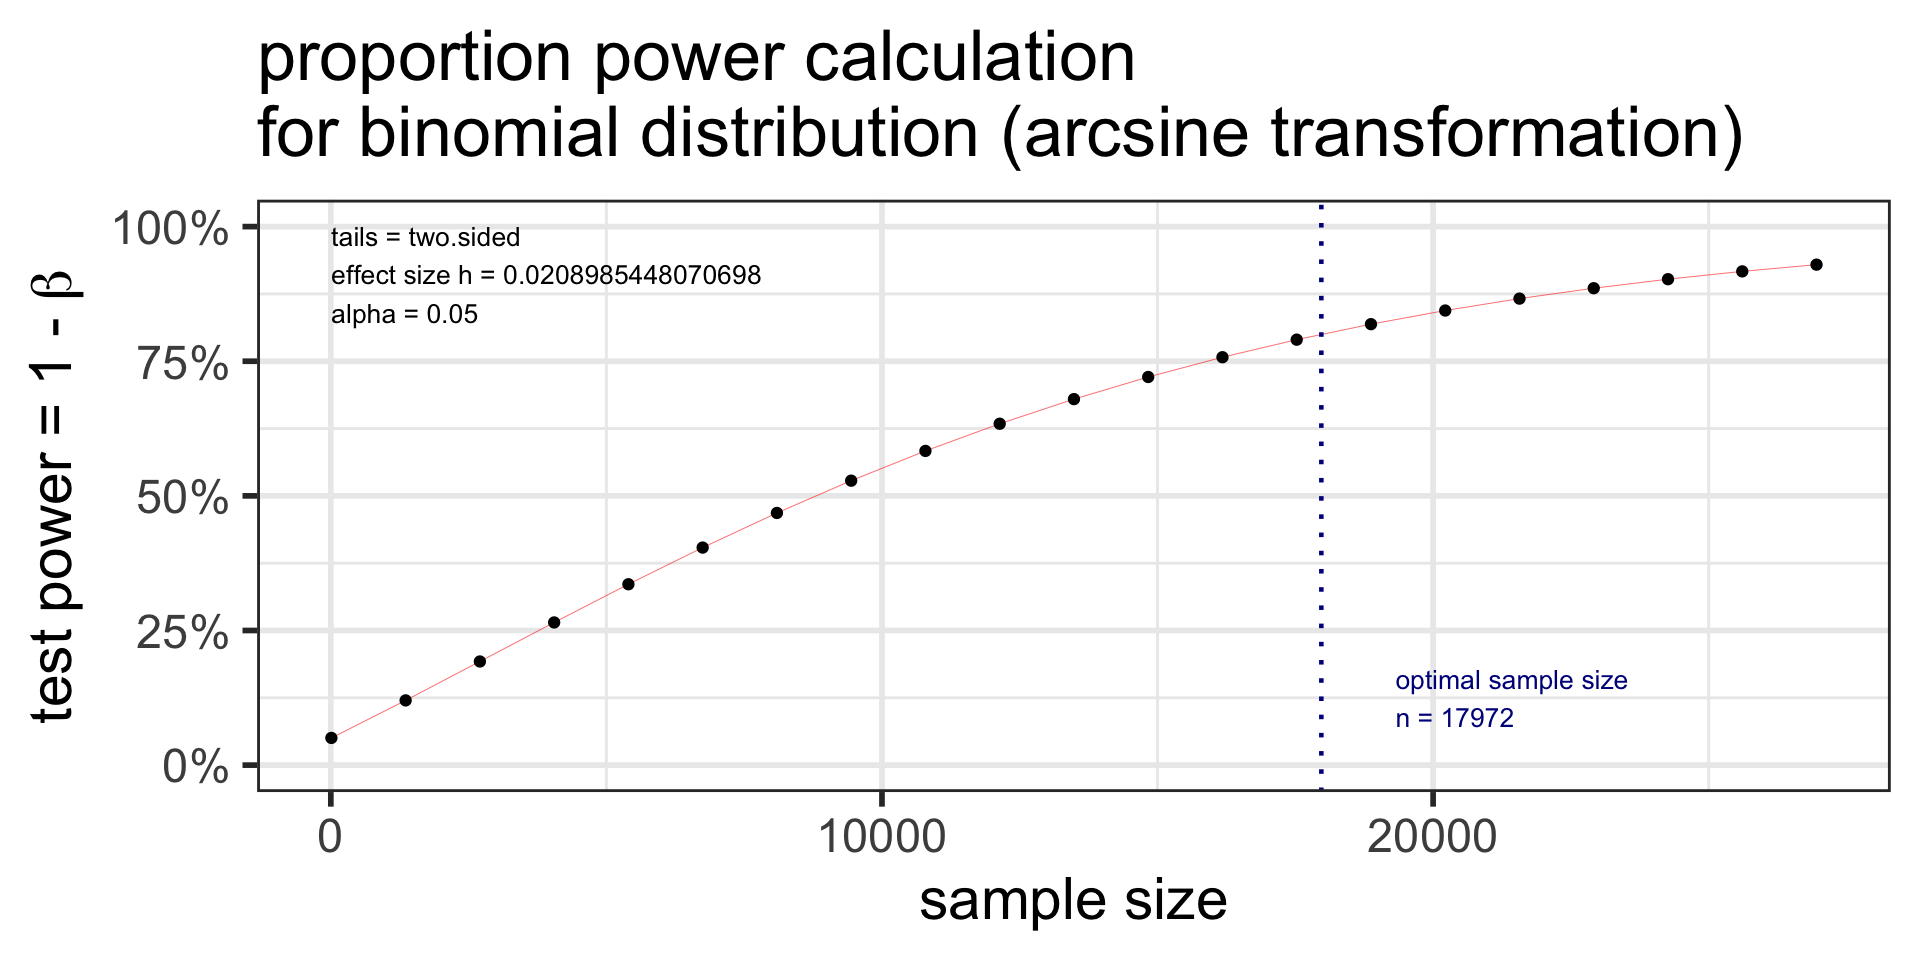 proportion power calculation
for binomial distribution (arcsine transformation)
test power = 1 - β
100%
75%
50%
25%
0%
tails = two.sided
effect size h = 0.0208985448070698
alpha = 0.05
optimal sample size
n = 17972
0
10000
20000
sample size